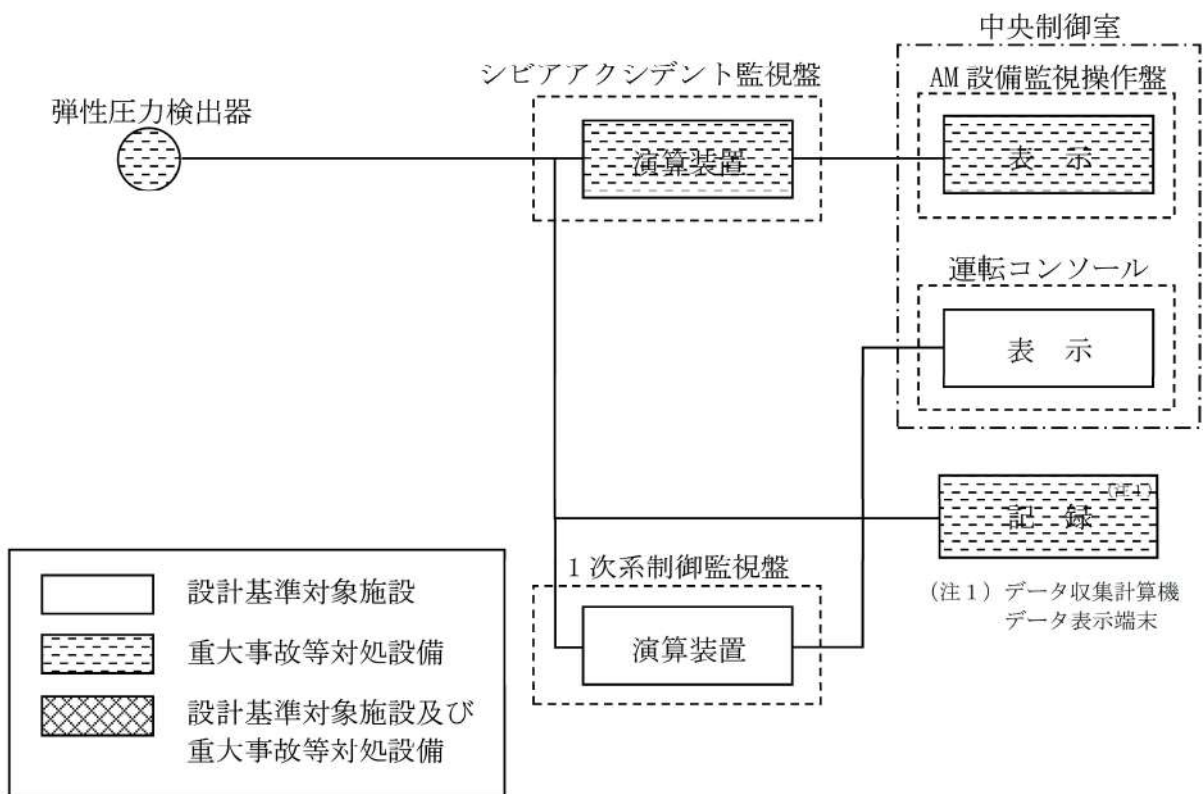 中央制御室
シビアアクシデント監視盤
AM設備監視操作盤
弾性圧力検出器
演算装置
表　示
運転コンソール
表　示
記　録
(注1)
1次系制御監視盤
(注1) データ収集計算機
データ表示端末
演算装置
設計基準対象施設
重大事故等対処設備
設計基準対象施設及び
重大事故等対処設備